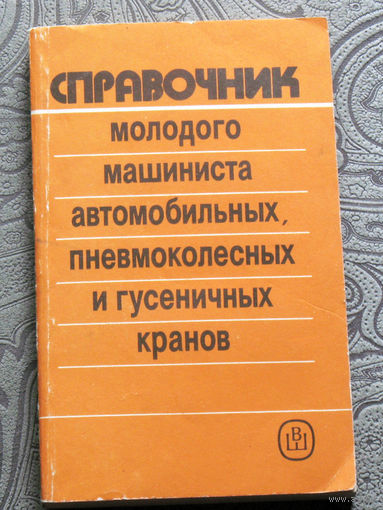 СПРАВОЧНИК
молодого
машиниста
автомобильных,
пневмоколесных
и гусеничных
кранов
ВШ